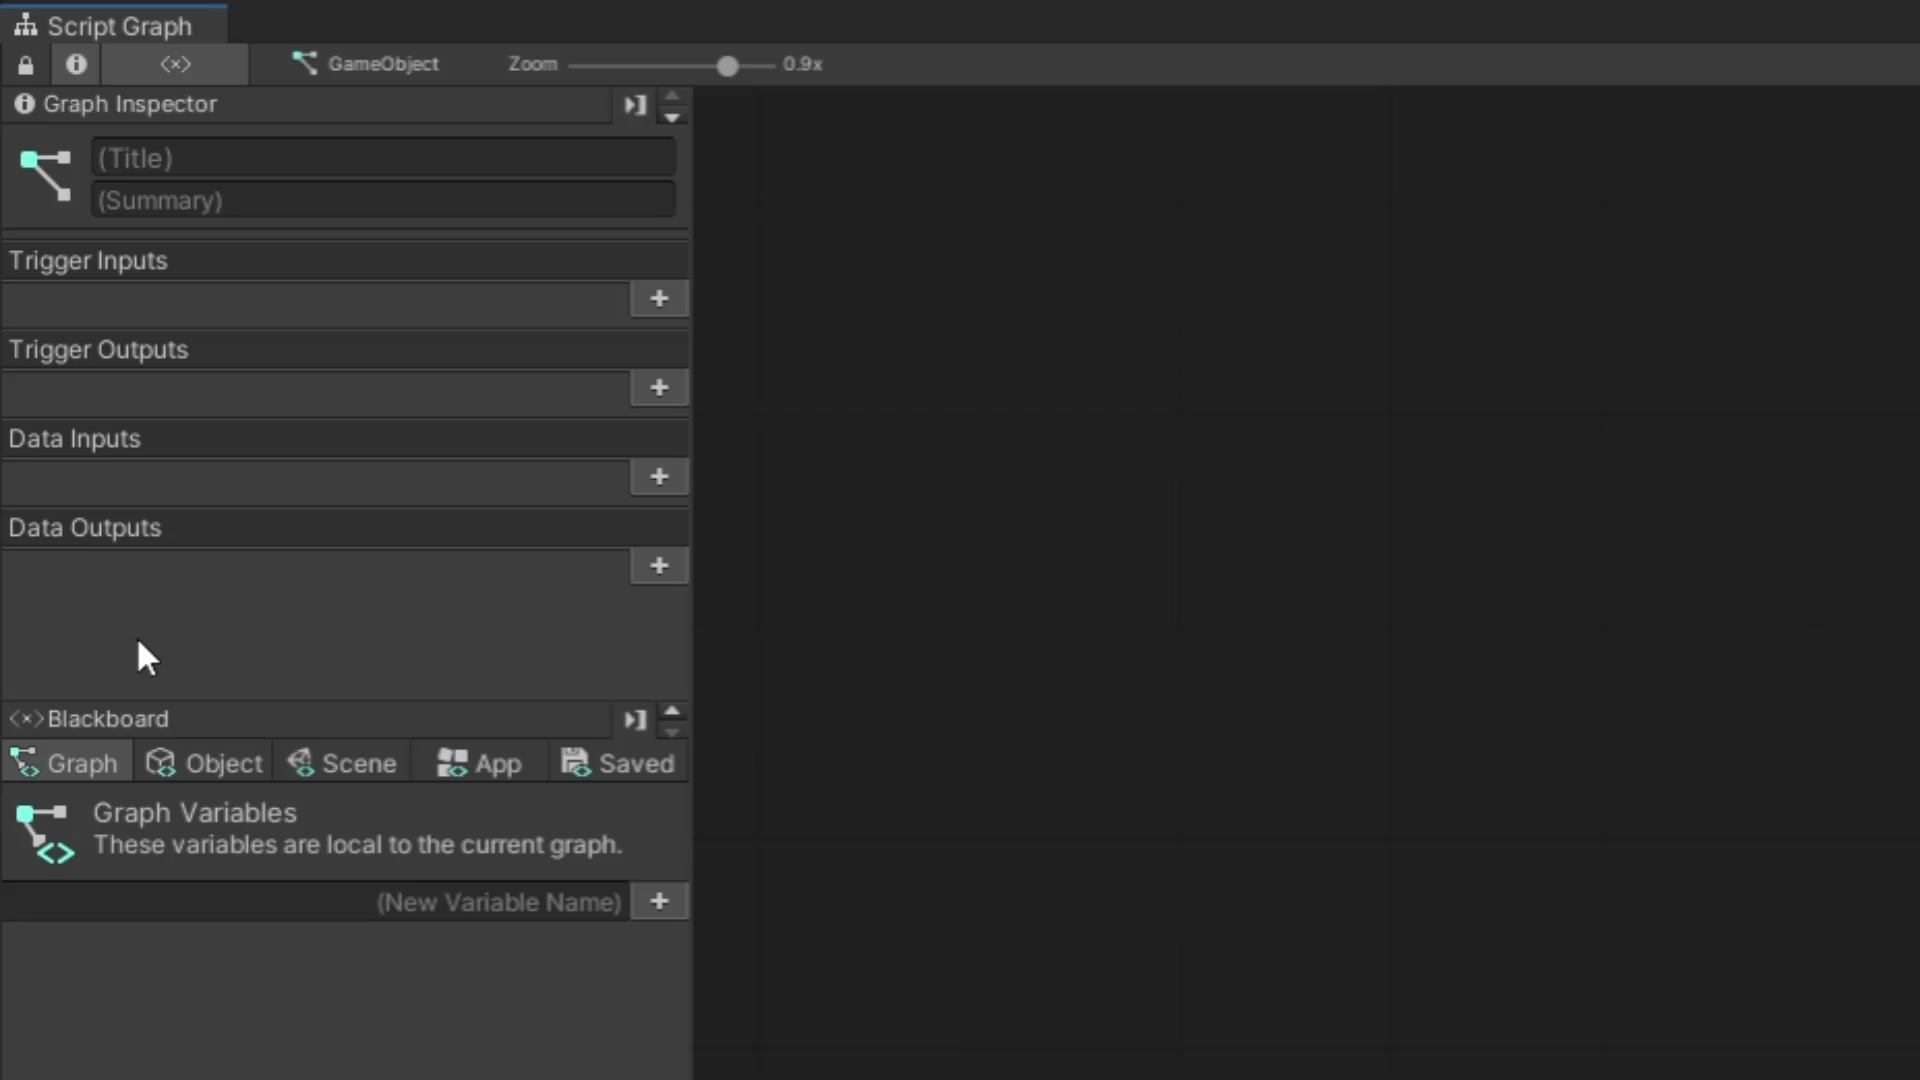 Script Graph
GameObject Zoom 0.9x
Graph Inspector
(Title)
(Summary)
Trigger Inputs
+
Trigger Outputs
+
Data Inputs
+
Data Outputs
+
<×> Blackboard
Graph Object Scene App Saved
Graph Variables
These variables are local to the current graph.
(New Variable Name) +